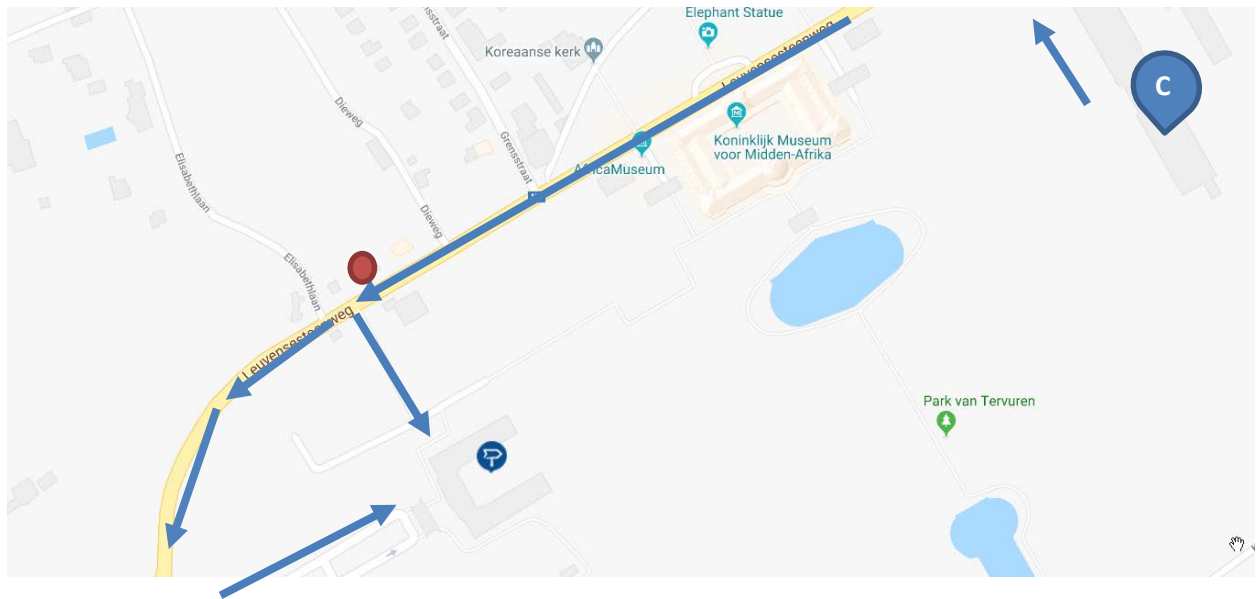 Elephant Statue
sstraat
Leuvensesteenweg
Koreaanse kerk
C
Dieweg
Grensstraat
Koninklijk Museum
voor Midden-Afrika
AfricaMuseum
Elisabethlaan
Dieweg
Elisabethlaan
Leuvensesteenweg
Park van Tervuren